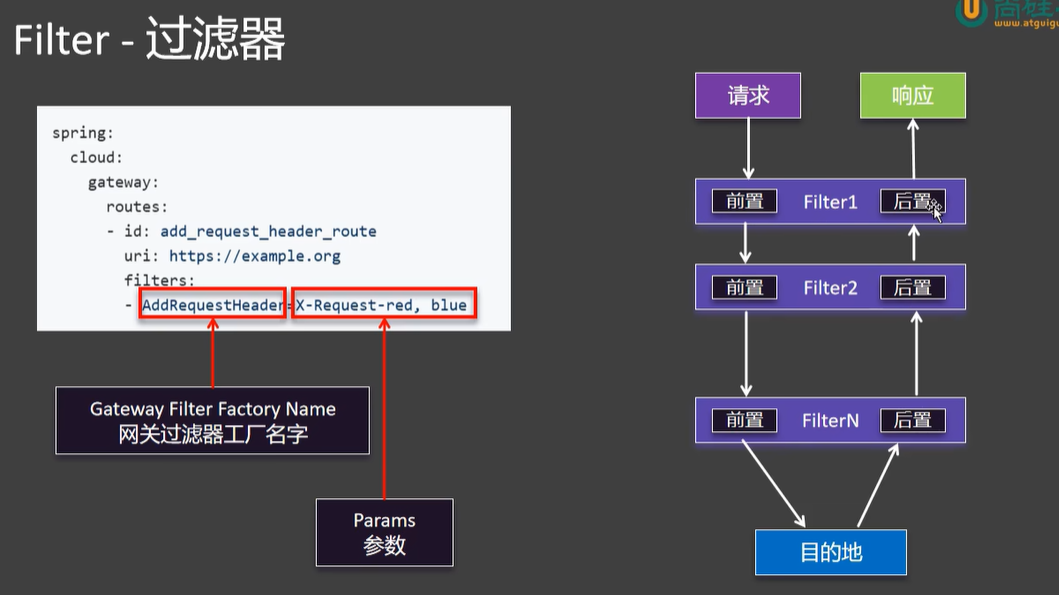 Filter - 过滤器
www.atguigu
spring:
cloud:
gateway:
routes:
- id: add_request_header_route
uri: https://example.org
filters:
- AddRequestHeader=X-Request-red, blue
Gateway Filter Factory Name
网关过滤器工厂名字
Params
参数
请求
响应
前置 Filter1 后置
前置 Filter2 后置
前置 FilterN 后置
目的地